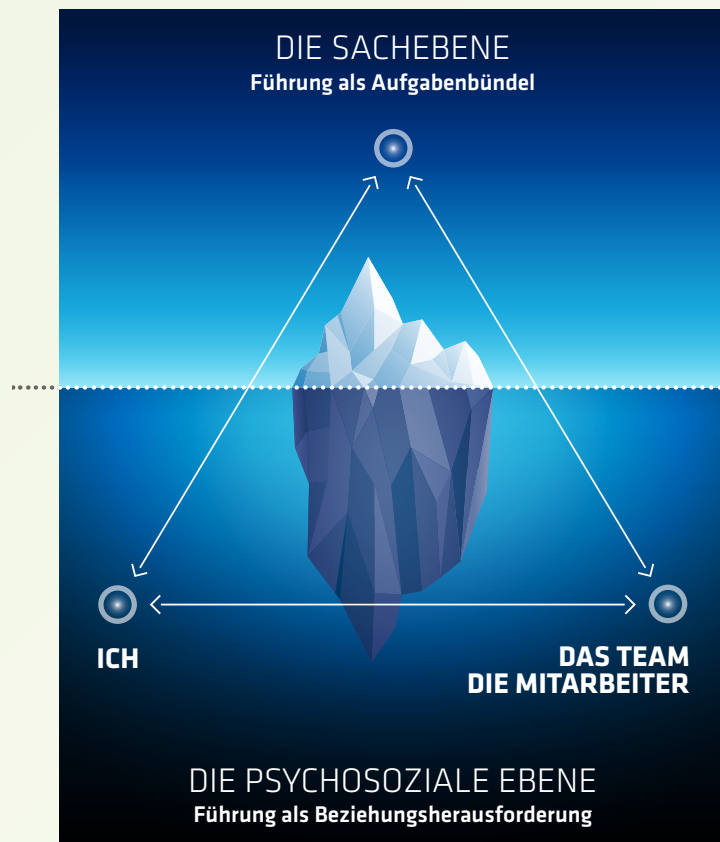 DIE SACHEBENE
Führung als Aufgabenbündel
ICH
DAS TEAM
DIE MITARBEITER
DIE PSYCHOSOZIALE EBENE
Führung als Beziehungsherausforderung